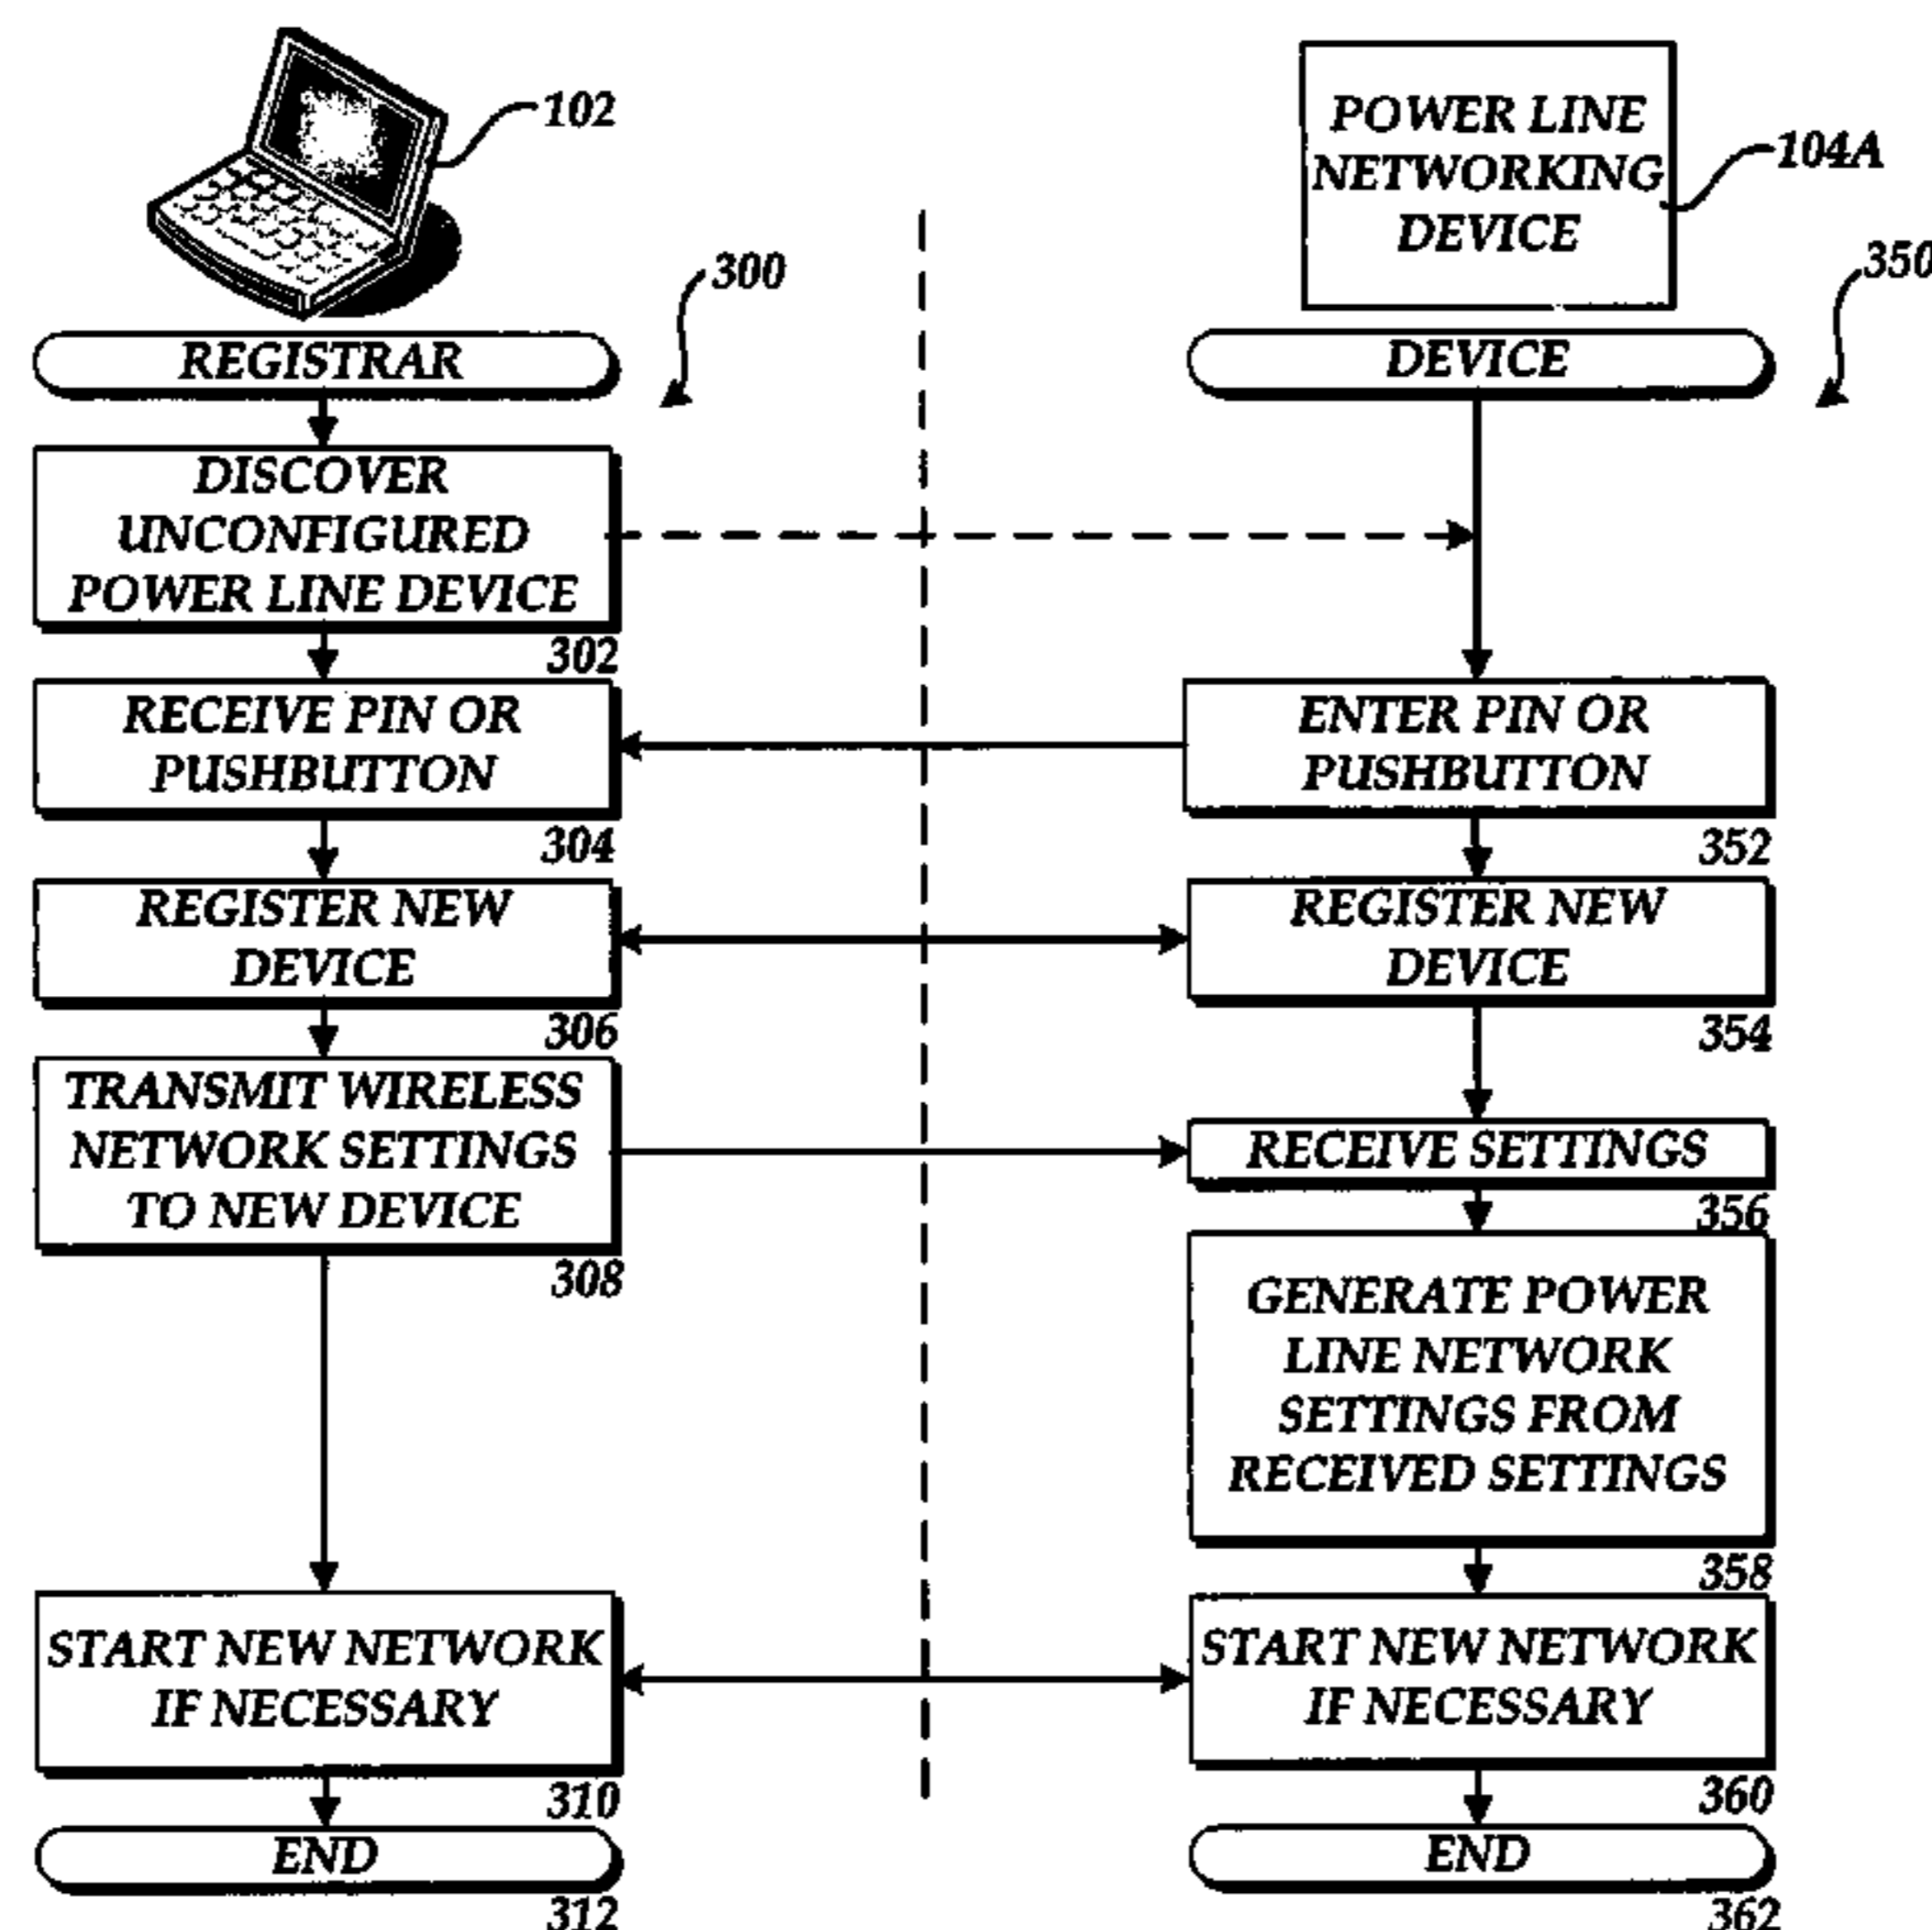 102
POWER LINE
NETWORKING
DEVICE
104A
300
350
REGISTRAR
DEVICE
DISCOVER
UNCONFIGURED
POWER LINE DEVICE
302
RECEIVE PIN OR
PUSHBUTTON
304
ENTER PIN OR
PUSHBUTTON
352
REGISTER NEW
DEVICE
306
REGISTER NEW
DEVICE
354
TRANSMIT WIRELESS
NETWORK SETTINGS
TO NEW DEVICE
308
RECEIVE SETTINGS
356
GENERATE POWER
LINE NETWORK
SETTINGS FROM
RECEIVED SETTINGS
358
START NEW NETWORK
IF NECESSARY
310
START NEW NETWORK
IF NECESSARY
360
END
312
END
362